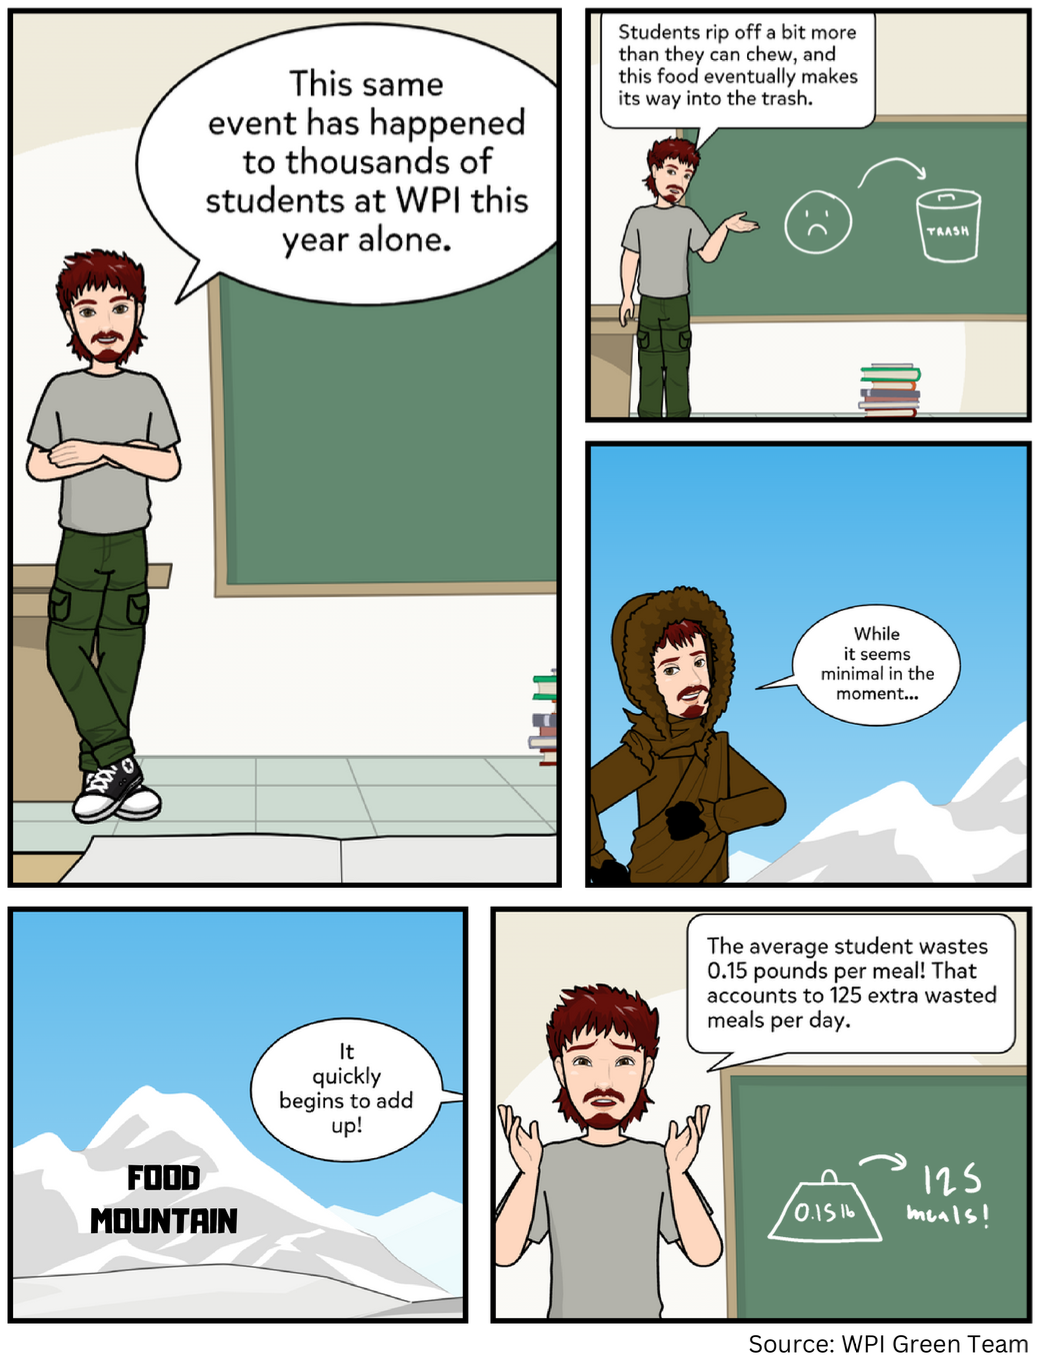 This same
event has happened
to thousands of
students at WPI this
year alone.
Students rip off a bit more
than they can chew, and
this food eventually makes
its way into the trash.
TRASH
While
it seems
minimal in the
moment...
It
quickly
begins to add
up!
FOOD
MOUNTAIN
The average student wastes
0.15 pounds per meal! That
accounts to 125 extra wasted
meals per day.
0.15 lb
125
meals!
Source: WPI Green Team